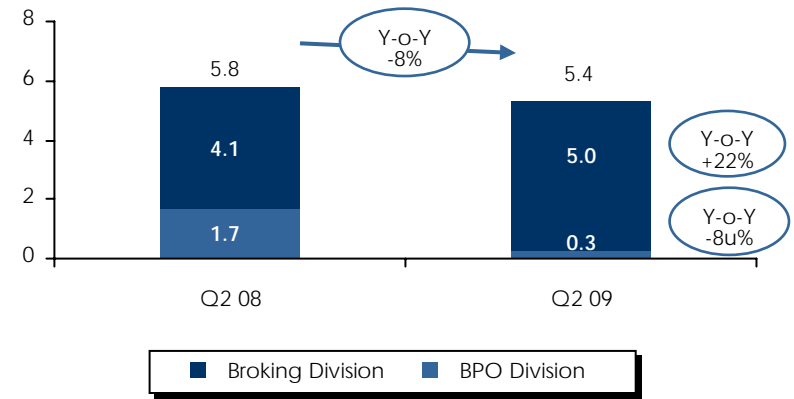 8
6
4
2
0
Y-o-Y
-8%
5.8
5.4
4.1
1.7
5.0
0.3
Y-o-Y
+22%
Y-o-Y
-8u%
Q2 08
Q2 09
Broking Division
BPO Division